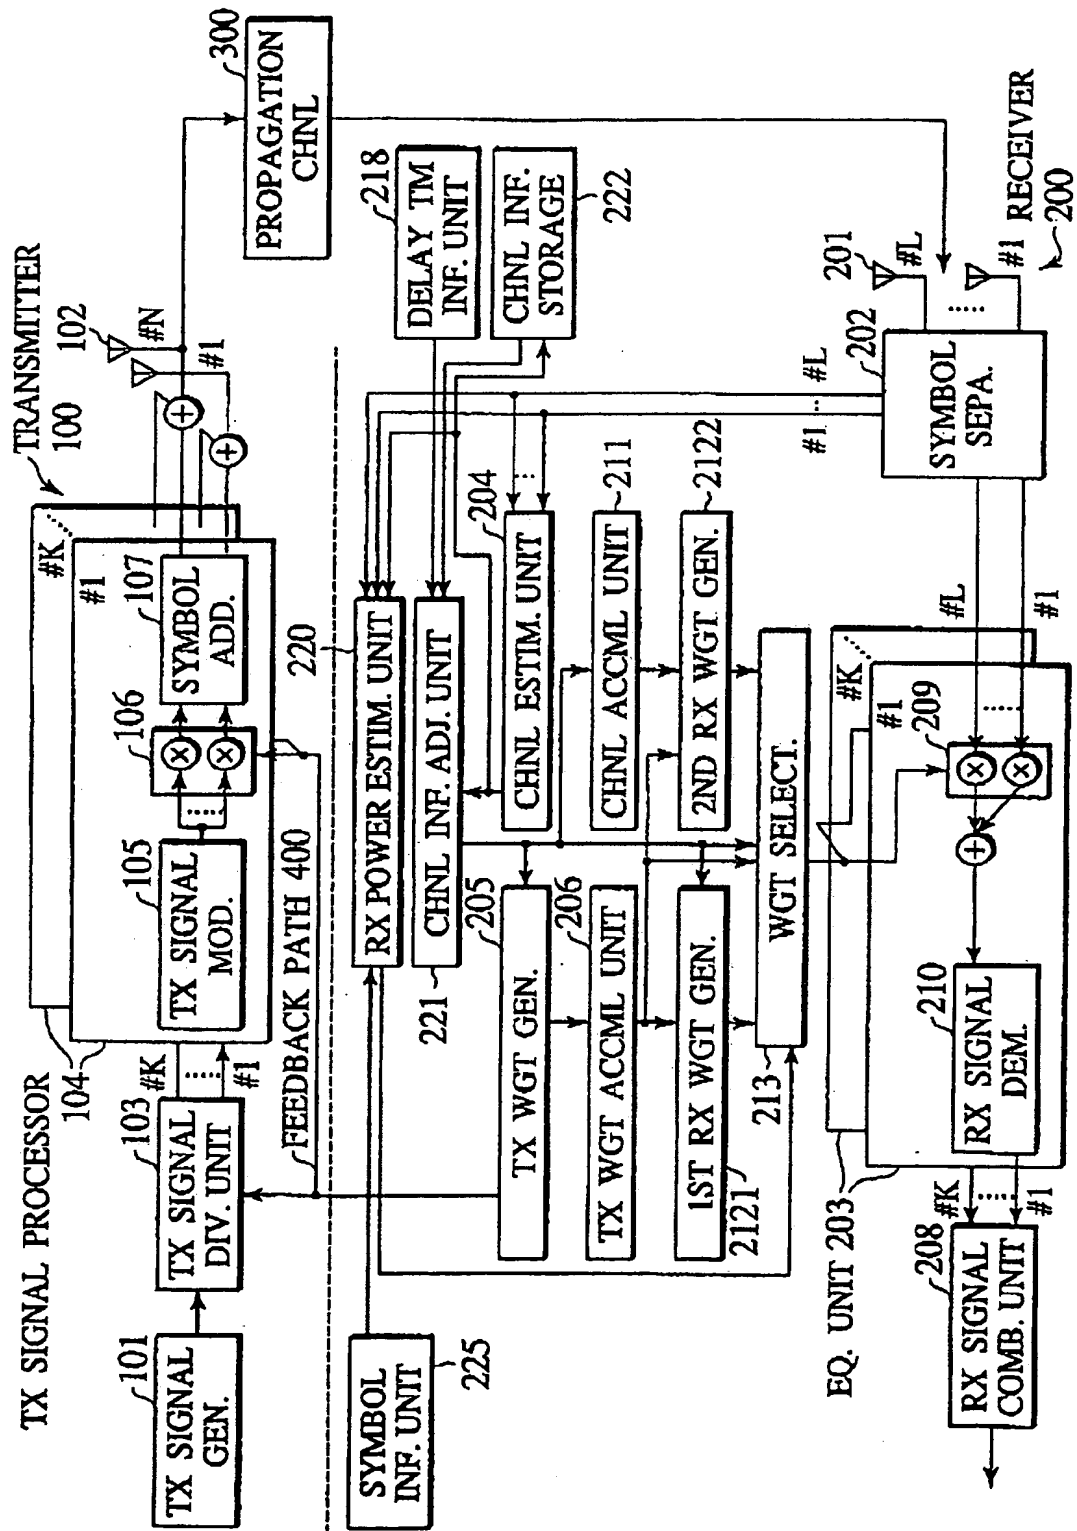 TX SIGNAL PROCESSOR
TRANSMITTER
100
101
TX SIGNAL
GEN.
103
TX SIGNAL
DIV. UNIT
#K
#1
104
#K
#1
105
TX SIGNAL
MOD.
106
107
SYMBOL
ADD.
102
#N
#1
300
PROPAGATION
CHNL
FEEDBACK PATH 400
SYMBOL
INF. UNIT
225
220
RX POWER ESTIM. UNIT
221
CHNL INF. ADJ. UNIT
218
DELAY TM
INF. UNIT
CHNL INF.
STORAGE
222
204
CHNL ESTIM. UNIT
205
TX WGT GEN.
206
TX WGT ACCML UNIT
211
CHNL ACCML UNIT
1ST RX WGT GEN.
2121
2ND RX WGT GEN.
2122
WGT SELECT.
213
#1
#L
201
#L
#1
RECEIVER
200
202
SYMBOL
SEPA.
#L
#1
EQ. UNIT 203
#K
#1
209
210
RX SIGNAL
DEM.
#K
#1
208
RX SIGNAL
COMB. UNIT